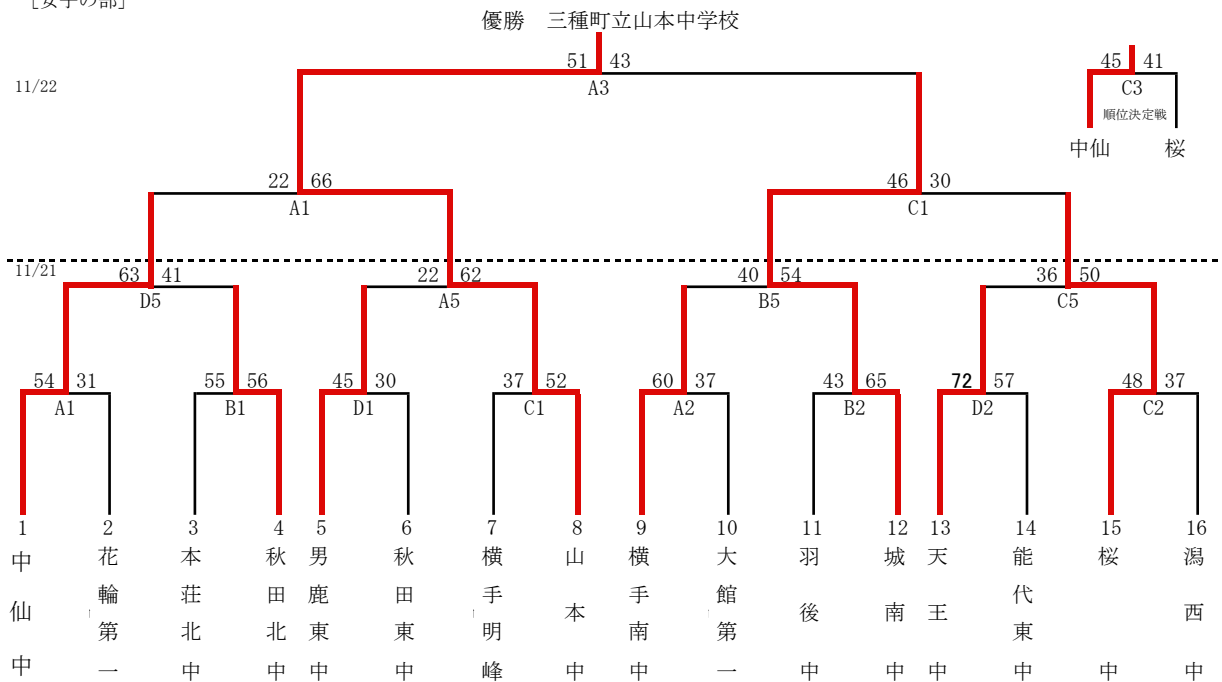 [女子の部]
優勝 三種町立山本中学校
51 43
A3
11/22
45 41
C3
順位決定戦
中仙 桜
22 66
A1
46 30
C1
11/21
63 41
D5
22 62
A5
40 54
B5
36 50
C5
54 31
A1
55 56
B1
45 30
D1
37 52
C1
60 37
A2
43 65
B2
72 57
D2
48 37
C2
1 2 3 4 5 6 7 8 9 10 11 12 13 14 15 16
中仙中
花輪第一
本荘北中
秋田北中
男鹿東中
秋田東中
横手明峰
山本中
横手南中
大館第一
羽後中
城南中
天王中
能代東中
桜中
潟西中